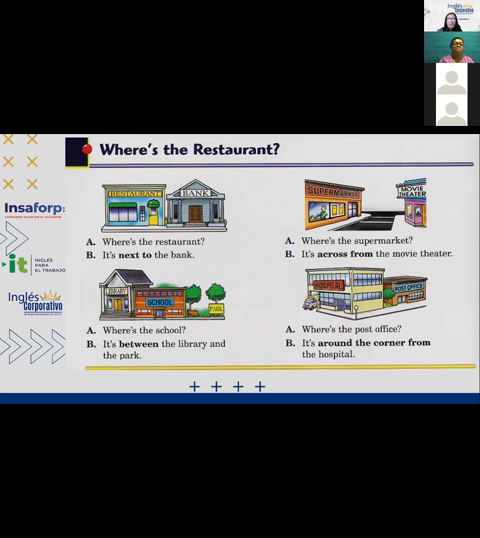 Inglés
Corporativo
Where's the Restaurant?
Insaforp:
it
INGLÉS
PARA
EL TRABAJO
Inglés
Corporativo
RESTAURANT
BANK
A. Where's the restaurant?
B. It's next to the bank.
SUPERMARKET
MOVIE
THEATER
A. Where's the supermarket?
B. It's across from the movie theater.
LIBRARY
SCHOOL
PARK
A. Where's the school?
B. It's between the library and
the park.
HOSPITAL
POST OFFICE
A. Where's the post office?
B. It's around the corner from
the hospital.